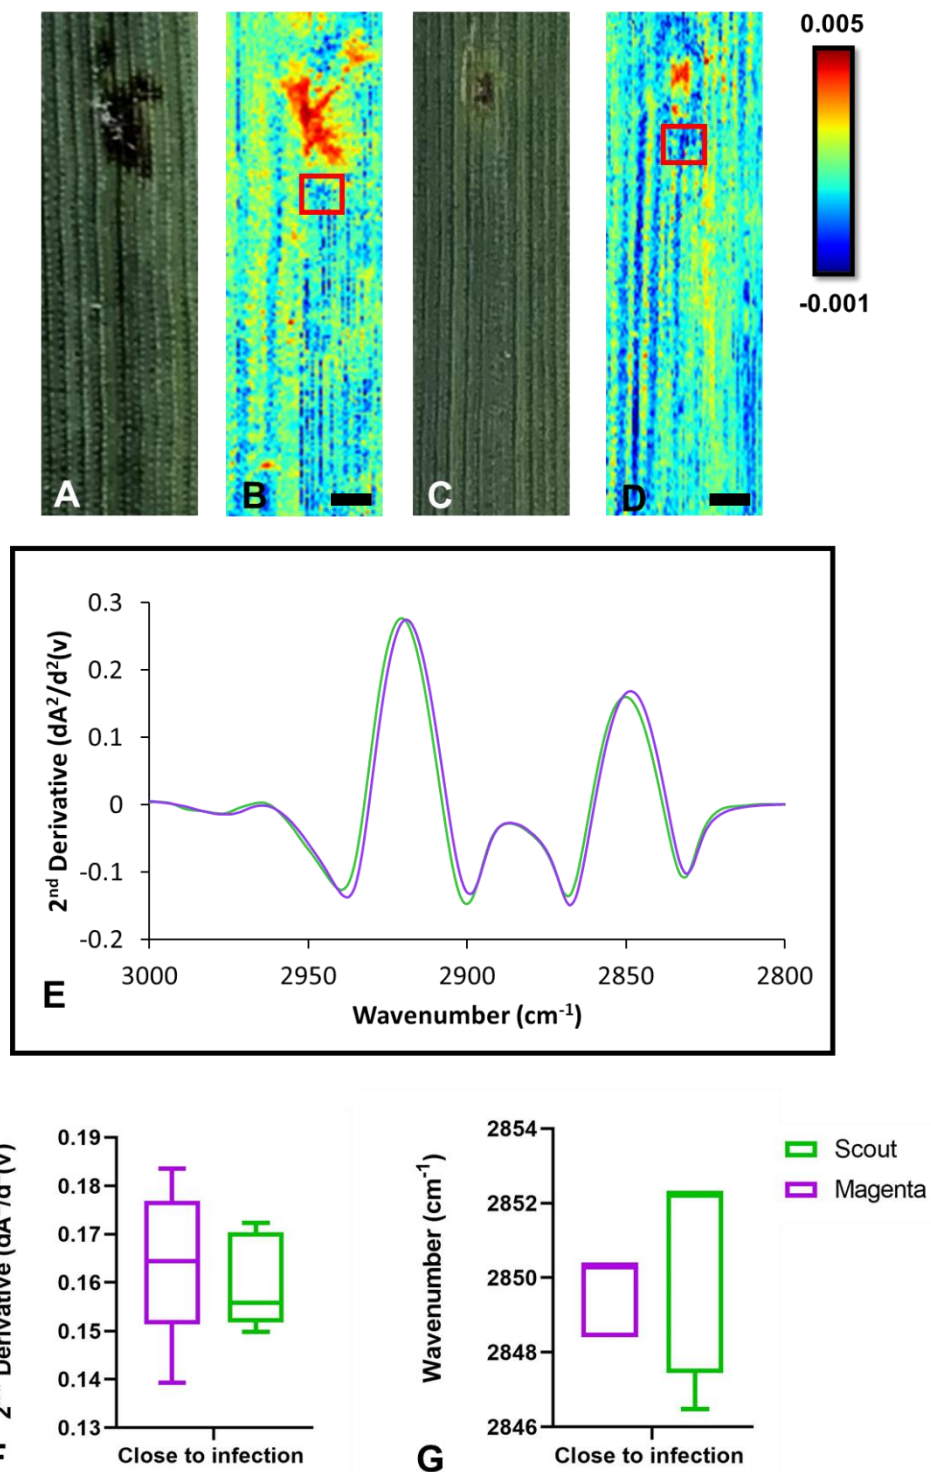 0.005
-0.001
A
B
C
D
0.3
0.2
0.1
0
-0.1
-0.2
2nd Derivative (dA2/d2(v)
3000
2950
2900
2850
2800
Wavenumber (cm-1)
E
0.19
0.18
0.17
0.16
0.15
0.14
0.13
Close to infection
Wavenumber (cm-1)
2854
2852
2850
2848
2846
Close to infection
G
Scout
Magenta